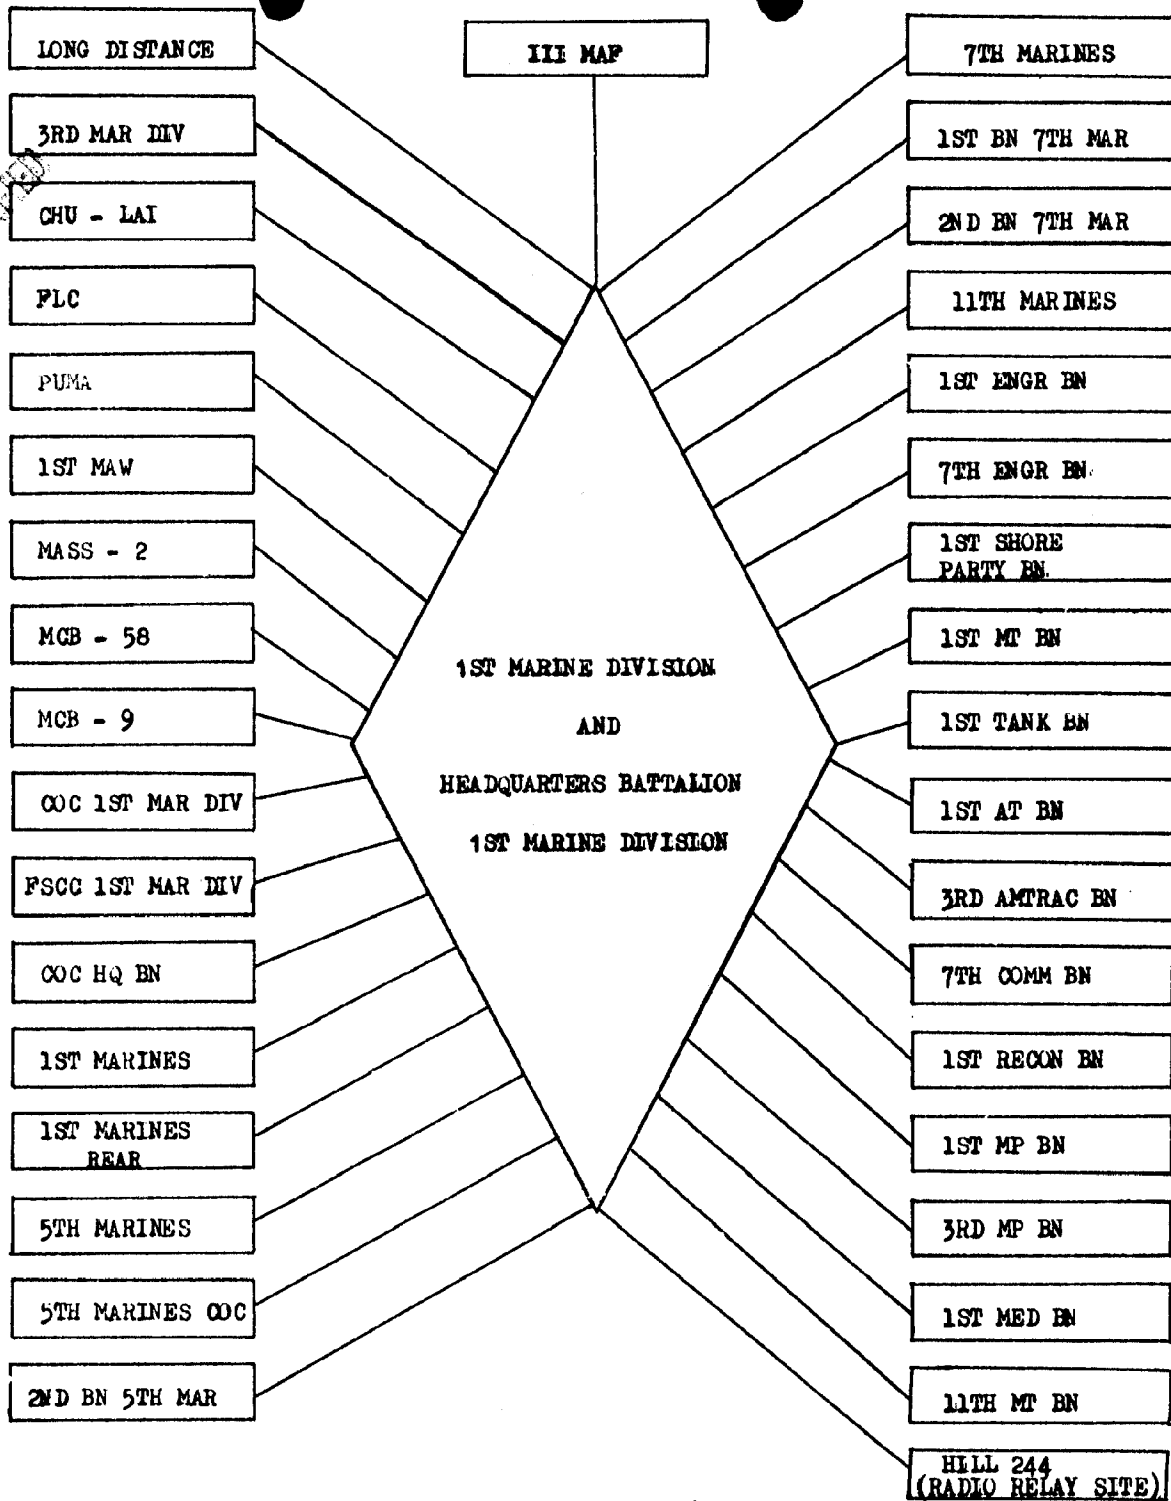 LONG DISTANCE
3RD MAR DIV
CHU - LAI
FLC
PUMA
1ST MAW
MASS - 2
MCB - 58
MCB - 9
COC 1ST MAR DIV
FSCC 1ST MAR DIV
COC HQ BN
1ST MARINES
1ST MARINES
REAR
5TH MARINES
5TH MARINES COC
2ND BN 5TH MAR
III MAF
1ST MARINE DIVISION
AND
HEADQUARTERS BATTALION
1ST MARINE DIVISION
7TH MARINES
1ST BN 7TH MAR
2ND BN 7TH MAR
11TH MARINES
1ST ENGR BN
7TH ENGR BN.
1ST SHORE
PARTY BN.
1ST MT BN
1ST TANK BN
1ST AT BN
3RD AMTRAC BN
7TH COMM BN
1ST RECON BN
1ST MP BN
3RD MP BN
1ST MED BN
11TH MT BN
HILL 244
(RADIO RELAY SITE)